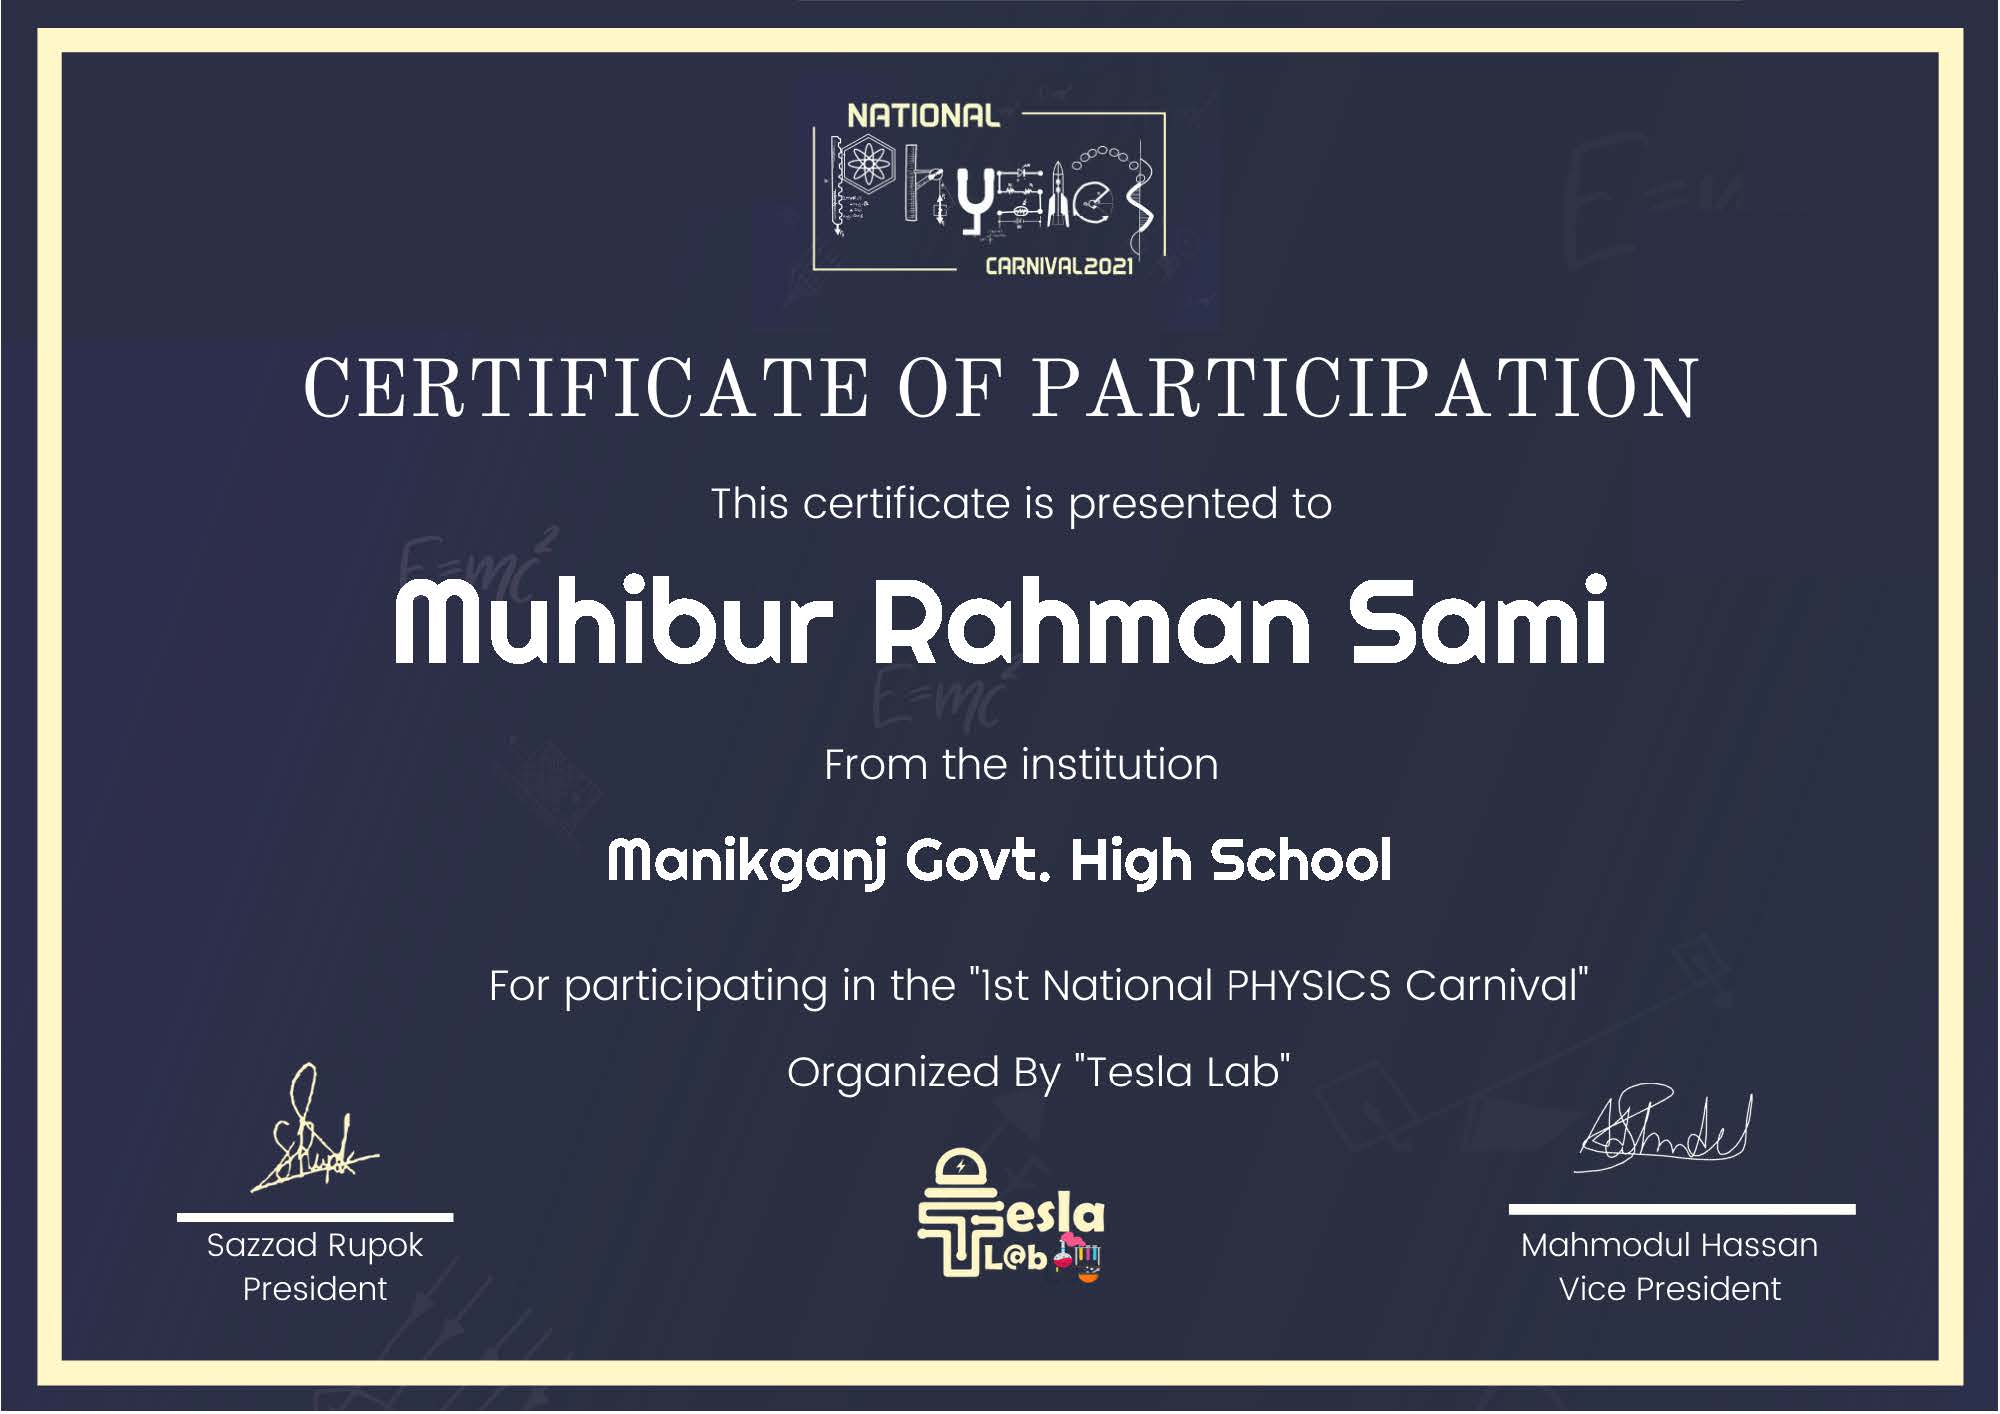 NATIONAL
Physics
CARNIVAL2021
CERTIFICATE OF PARTICIPATION
This certificate is presented to
E=mc²
Muhibur Rahman Sami
E=mc²
From the institution
Manikganj Govt. High School
For participating in the "1st National PHYSICS Carnival"
Organized By "Tesla Lab"
Tesla
L@b
Sazzad Rupok
President
Mahmodul Hassan
Vice President